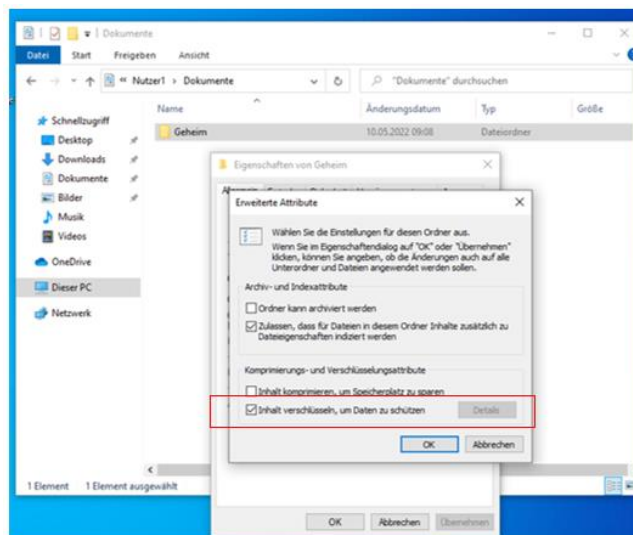 Dokumente
Datei Start Freigeben Ansicht
« Nutzer1 › Dokumente
"Dokumente" durchsuchen
Name Änderungsdatum Typ Größe
Schnellzugriff
Geheim 10.05.2022 09:08 Dateiordner
Desktop
Downloads
Dokumente
Bilder
Musik
Videos
OneDrive
Dieser PC
Netzwerk
Eigenschaften von Geheim
Erweiterte Attribute
Wählen Sie die Einstellungen für diesen Ordner aus.
Wenn Sie im Eigenschaftendialog auf "OK" oder "Übernehmen"
klicken, können Sie angeben, ob die Änderungen auch auf alle
Unterordner und Dateien angewendet werden sollen.
Archiv- und Indexattribute
Ordner kann archiviert werden
Zulassen, dass für Dateien in diesem Ordner Inhalte zusätzlich zu
Dateieigenschaften indiziert werden
Komprimierungs- und Verschlüsselungsattribute
Inhalt komprimieren, um Speicherplatz zu sparen
Inhalt verschlüsseln, um Daten zu schützen Details
OK Abbrechen
1 Element 1 Element ausgewählt
OK Abbrechen Übernehmen